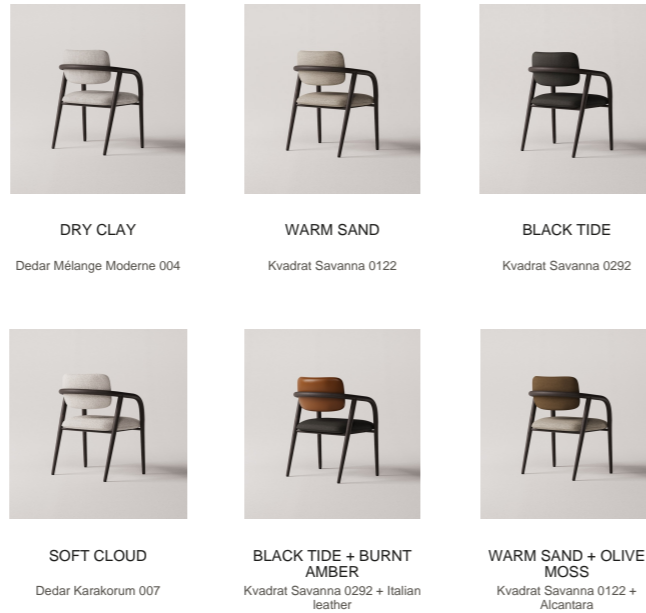 DRY CLAY
Dedar Mélange Moderne 004
WARM SAND
Kvadrat Savanna 0122
BLACK TIDE
Kvadrat Savanna 0292
SOFT CLOUD
Dedar Karakorum 007
BLACK TIDE + BURNT
AMBER
Kvadrat Savanna 0292 + Italian
leather
WARM SAND + OLIVE
MOSS
Kvadrat Savanna 0122 +
Alcantara